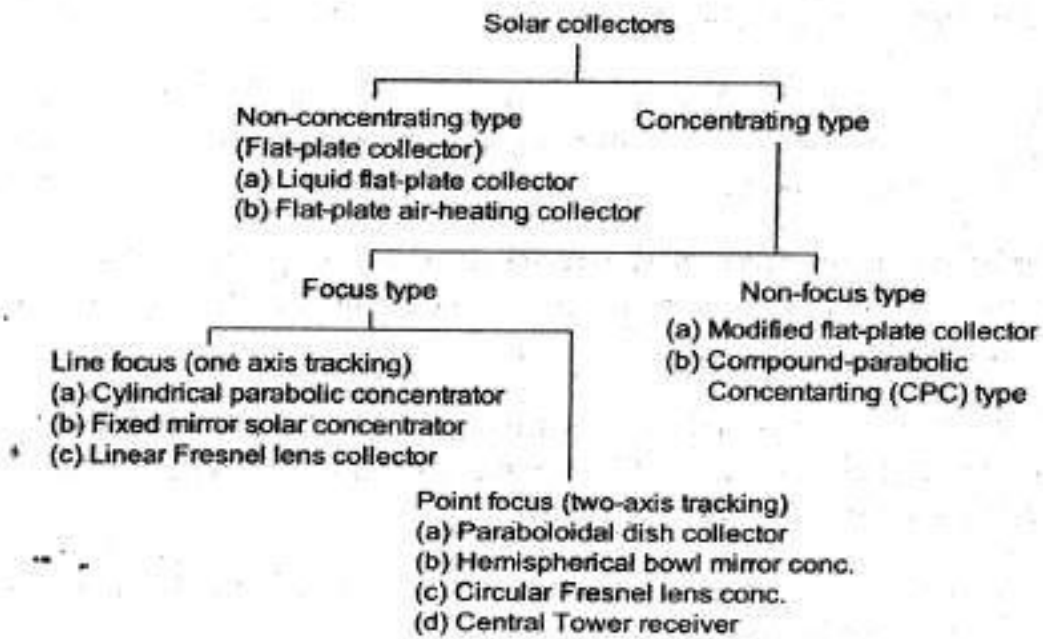 Solar collectors
Non-concentrating type
(Flat-plate collector)
(a) Liquid flat-plate collector
(b) Flat-plate air-heating collector
Concentrating type
Focus type
Non-focus type
(a) Modified flat-plate collector
(b) Compound-parabolic
Concentarting (CPC) type
Line focus (one axis tracking)
(a) Cylindrical parabolic concentrator
(b) Fixed mirror solar concentrator
(c) Linear Fresnel lens collector
Point focus (two-axis tracking)
(a) Paraboloidal dish collector
(b) Hemispherical bowl mirror conc.
(c) Circular Fresnel lens conc.
(d) Central Tower receiver